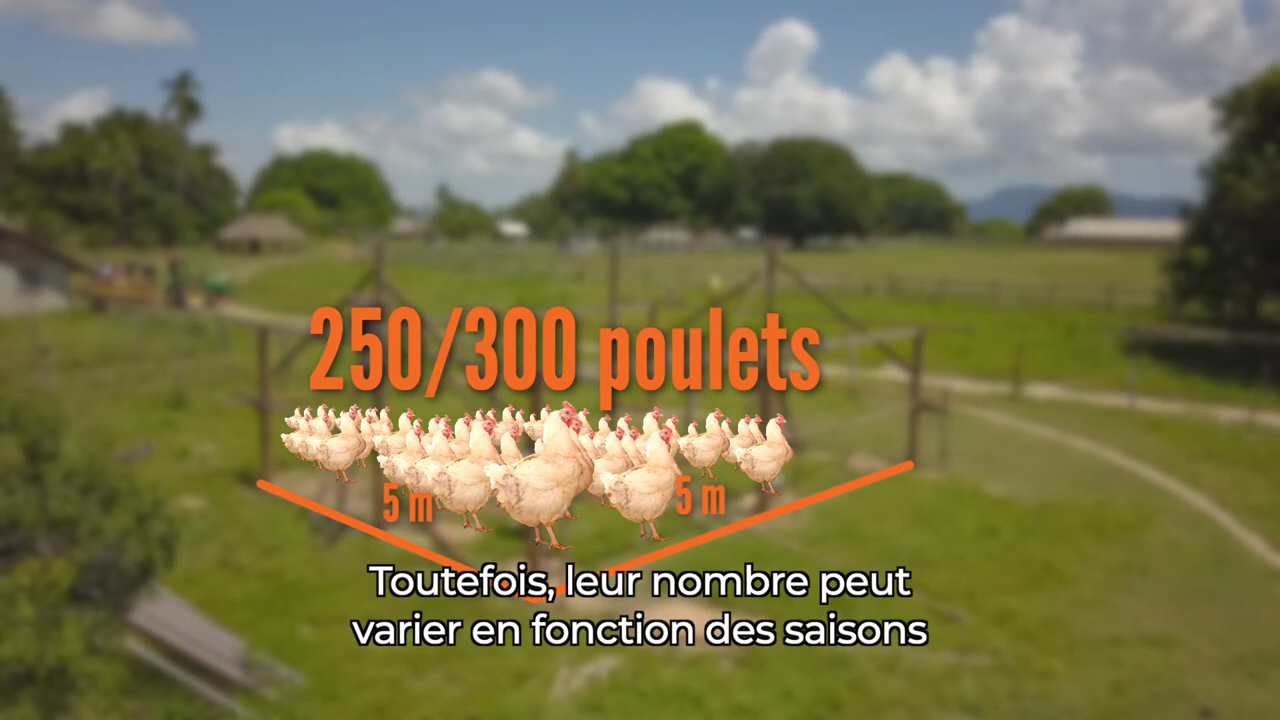 250/300 poulets
5 m
5 m
Toutefois, leur nombre peut
varier en fonction des saisons